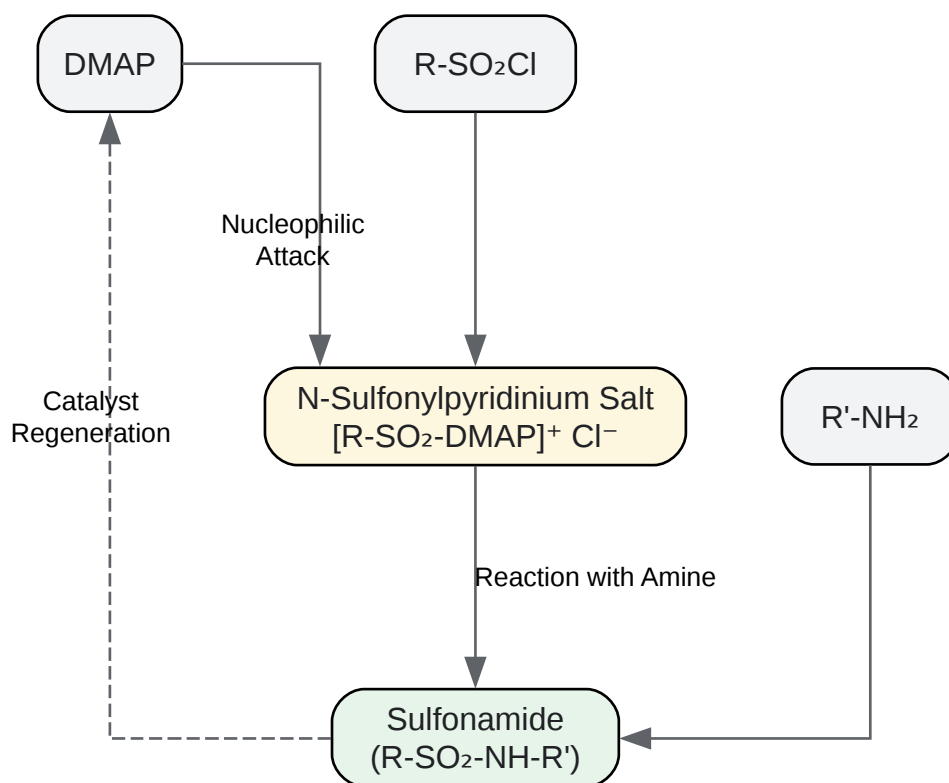 DMAP
R-SO₂Cl
Nucleophilic
Attack
N-Sulfonylpyridinium Salt
[R-SO₂-DMAP]⁺ Cl⁻
R'-NH₂
Catalyst
Regeneration
Reaction with Amine
Sulfonamide
(R-SO₂-NH-R')